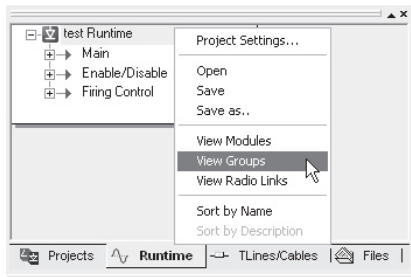 test Runtime
Main
Enable/Disable
Firing Control
Project Settings...
Open
Save
Save as..
View Modules
View Groups
View Radio Links
Sort by Name
Sort by Description
Projects Runtime TLines/Cables Files